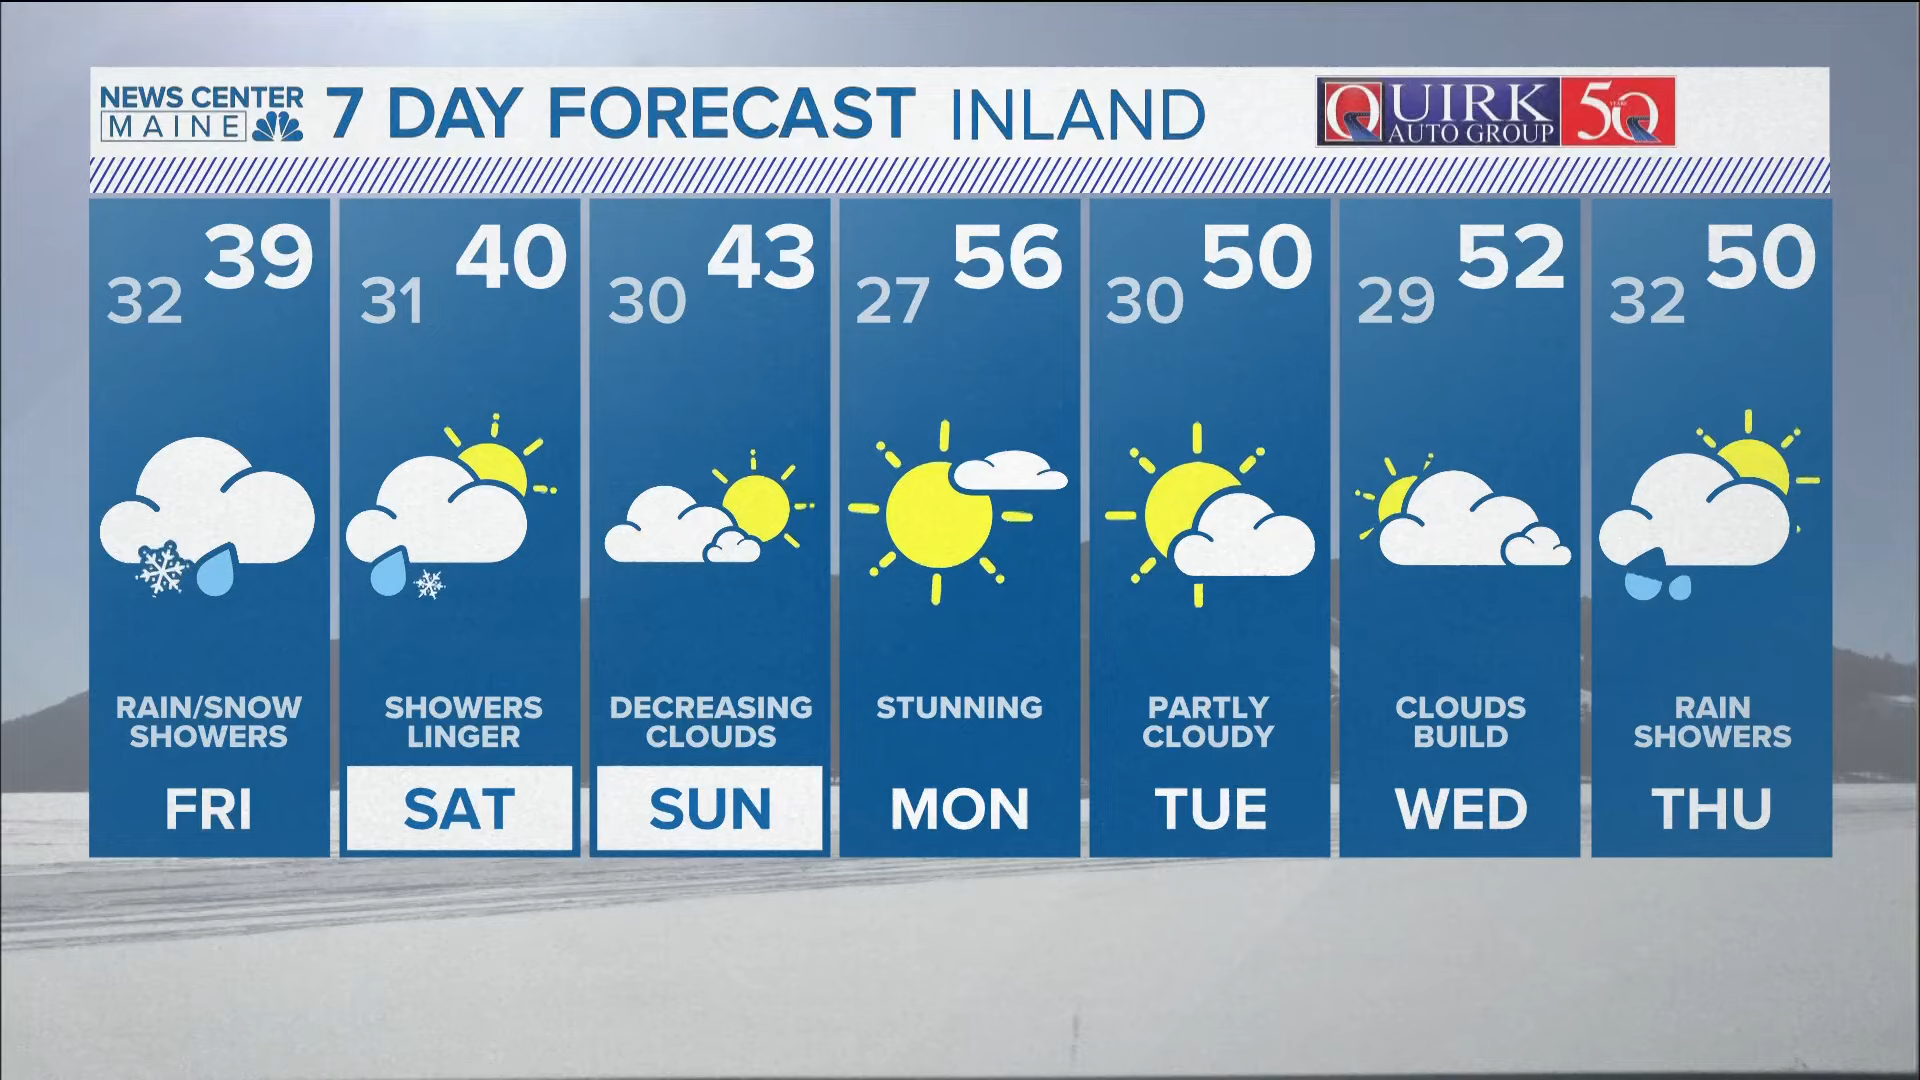 NEWS CENTER
MAINE
7 DAY FORECAST INLAND
QUIRK
AUTO GROUP
50
YEARS
32 39
31 40
30 43
27 56
30 50
29 52
32 50
RAIN/SNOW
SHOWERS
SHOWERS
LINGER
DECREASING
CLOUDS
STUNNING
PARTLY
CLOUDY
CLOUDS
BUILD
RAIN
SHOWERS
FRI
SAT
SUN
MON
TUE
WED
THU